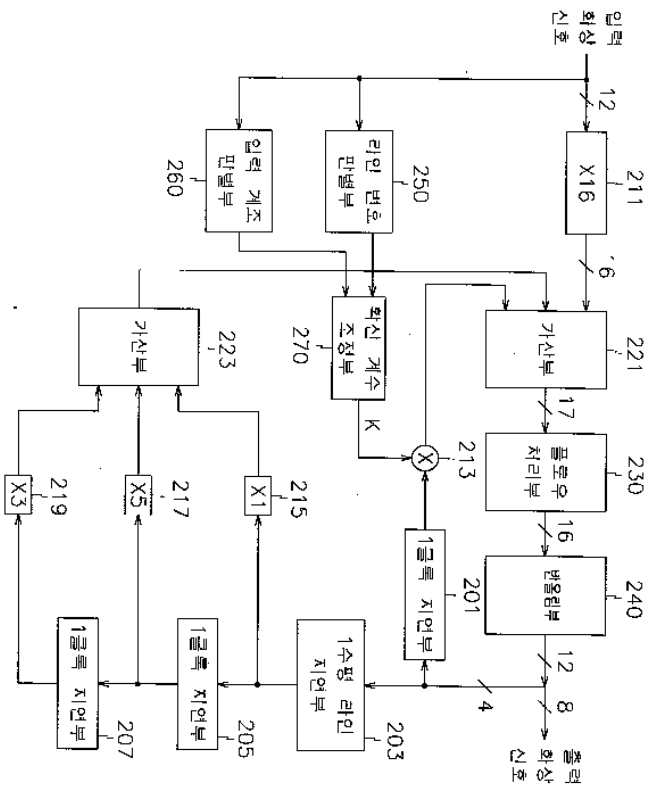 입력
화상
신호
12
X16
211
'6
가산부
221
17
플로우
처리부
230
16
반올림부
240
12
8
출력
화상
신호
4
라인 번호
판별부
250
입력 계조
판별부
260
확산 계수
조정부
270
K
X
213
1클록 지연부
201
1수평 라인
지연부
203
가산부
223
X1
215
X5
217
X3
219
1클록 지연부
205
1클록 지연부
207